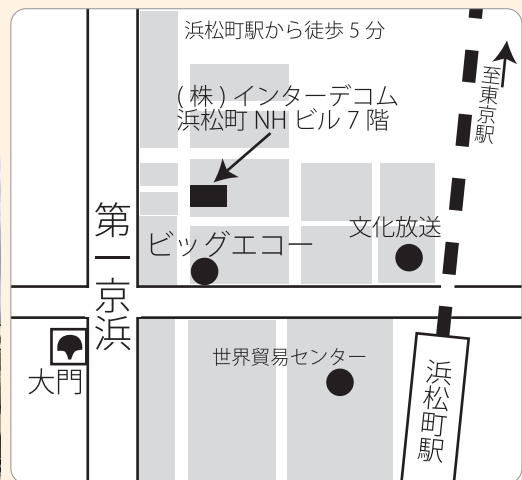 浜松町駅から徒歩5分
至東京駅
(株)インターデコム
浜松町NHビル7階
第一京浜
ビッグエコー
文化放送
大門
世界貿易センター
浜松町駅